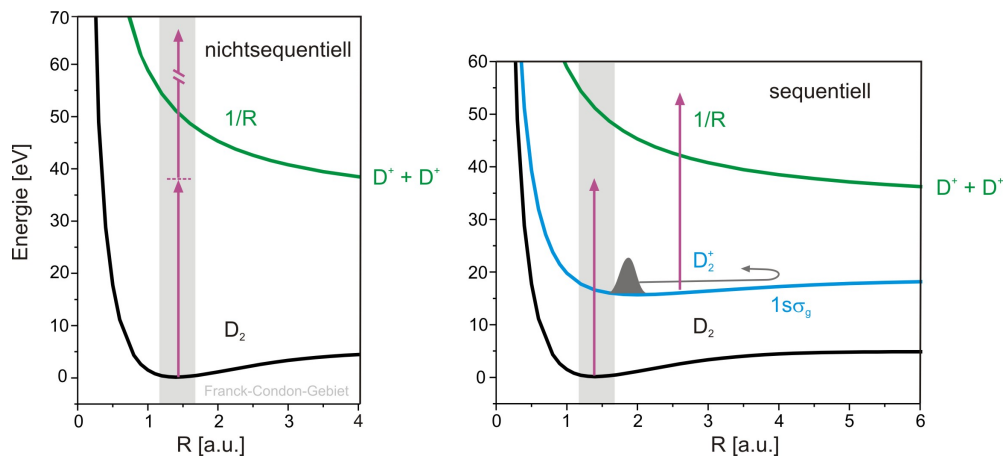 nichtsequentiell
70
60
50
40
30
20
10
0
Energie [eV]
1/R
D⁺ + D⁺
D₂
Franck-Condon-Gebiet
0
1
2
3
4
R [a.u.]
sequentiell
60
50
40
30
20
10
0
1/R
D⁺ + D⁺
D₂⁺
1sσg
D₂
0
1
2
3
4
5
6
R [a.u.]